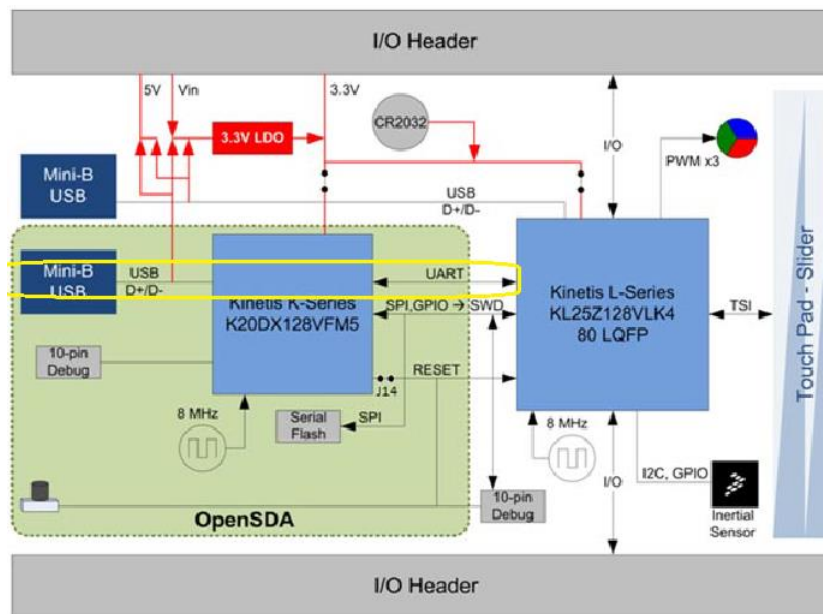 I/O Header
5V
Vin
3.3V
3.3V LDO
CR2032
I/O
PWM x3
Mini-B
USB
USB
D+/D-
Mini-B
USB
USB
D+/D-
Kinetis K-Series
K20DX128VFM5
UART
SPI,GPIO → SWD
Kinetis L-Series
KL25Z128VLK4
80 LQFP
TSI
Touch Pad - Slider
10-pin
Debug
RESET
J14
8 MHz
Serial
Flash
SPI
8 MHz
I/O
I2C, GPIO
10-pin
Debug
Inertial
Sensor
OpenSDA
I/O Header